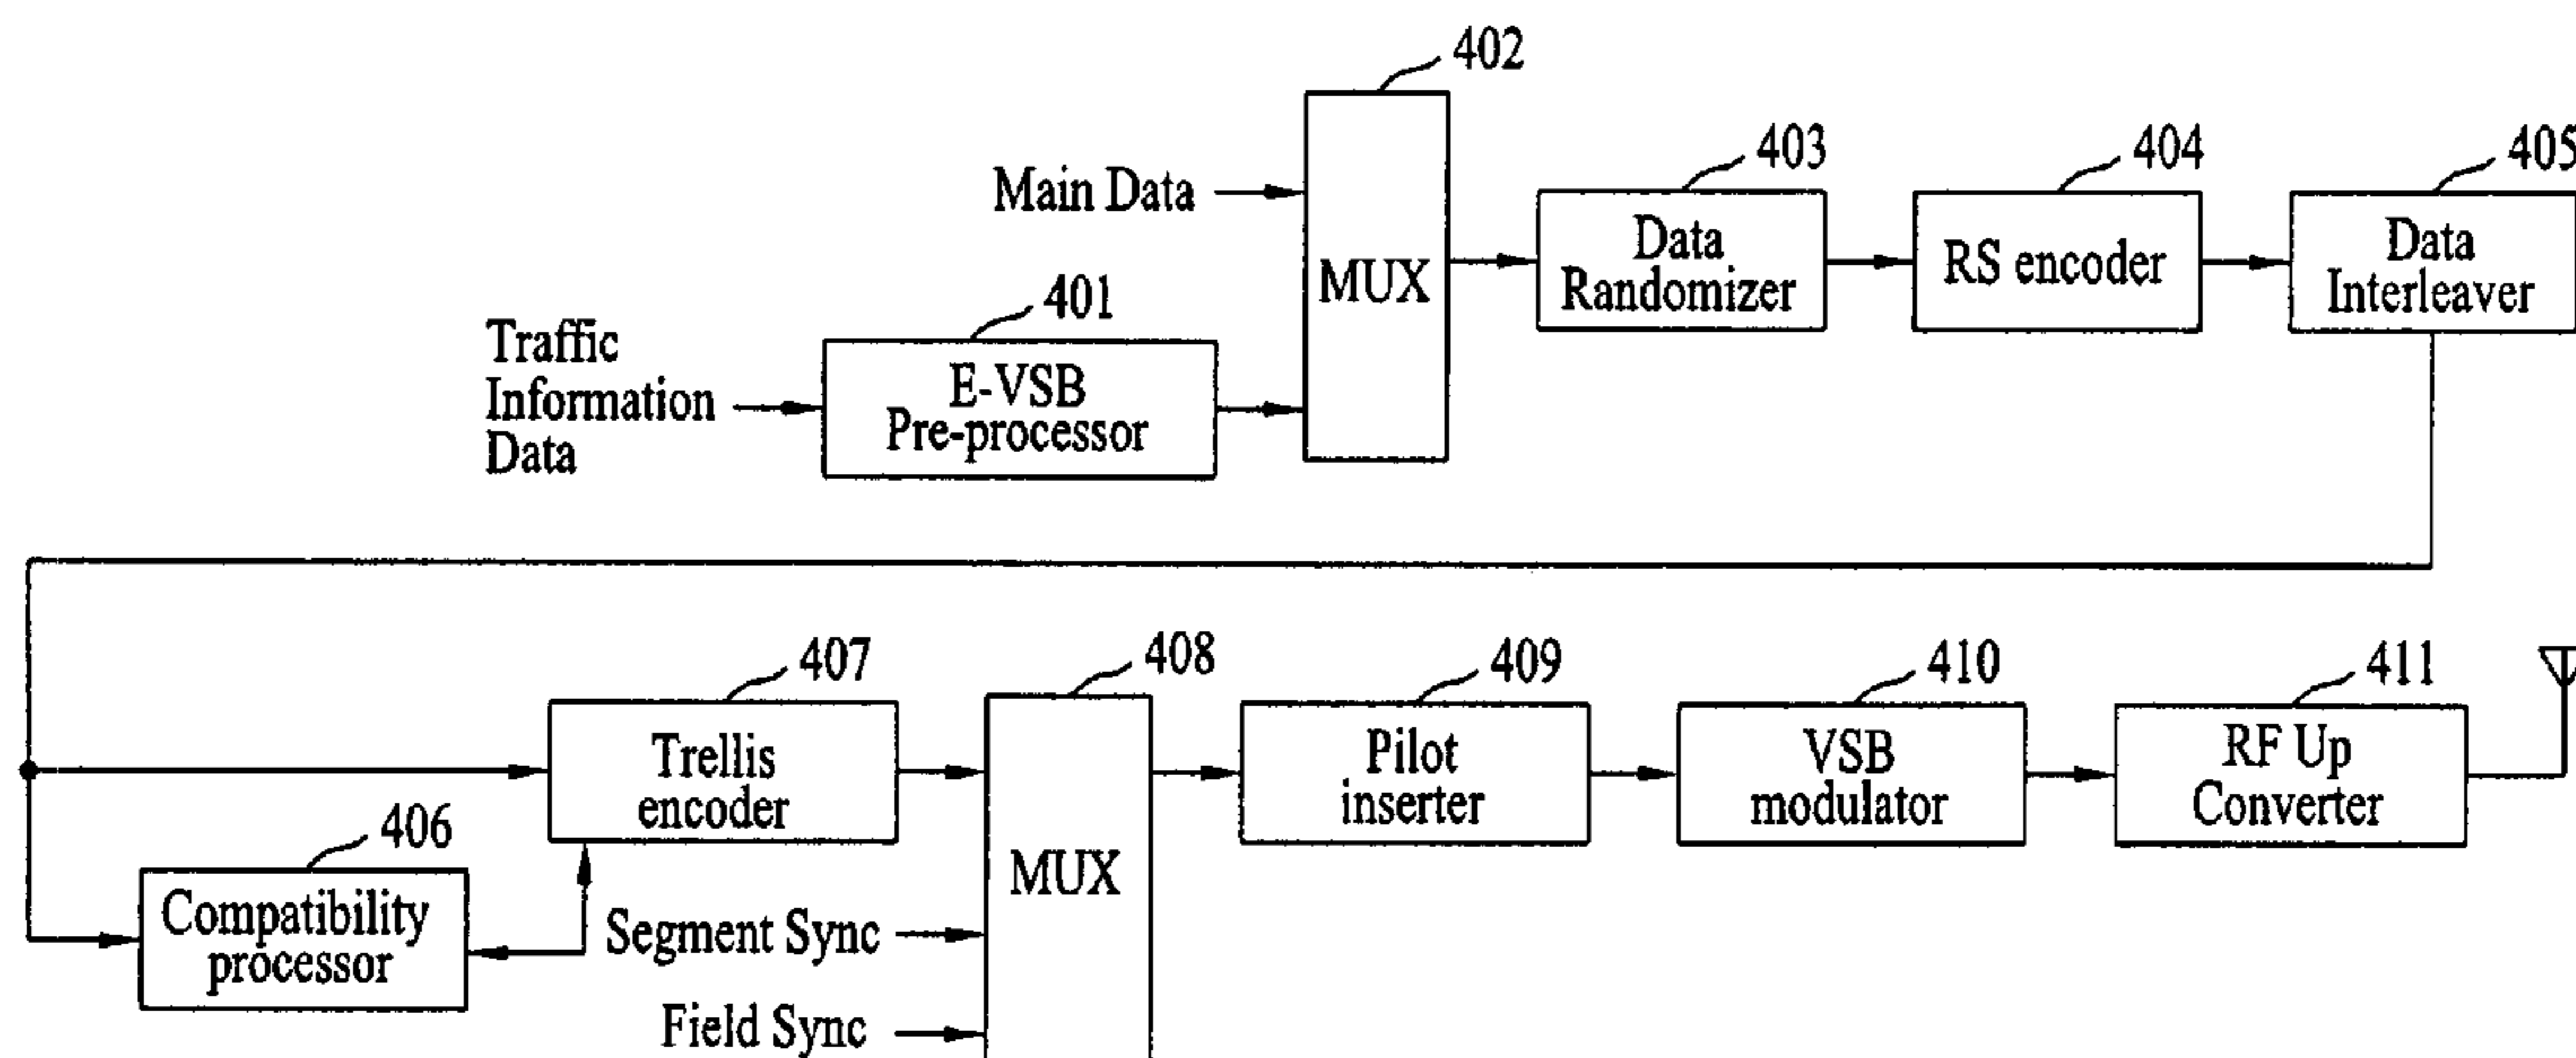 402
Main Data
MUX
403
Data
Randomizer
404
RS encoder
405
Data
Interleaver
Traffic
Information
Data
401
E-VSB
Pre-processor
407
Trellis
encoder
406
Compatibility
processor
408
MUX
Segment Sync
Field Sync
409
Pilot
inserter
410
VSB
modulator
411
RF Up
Converter